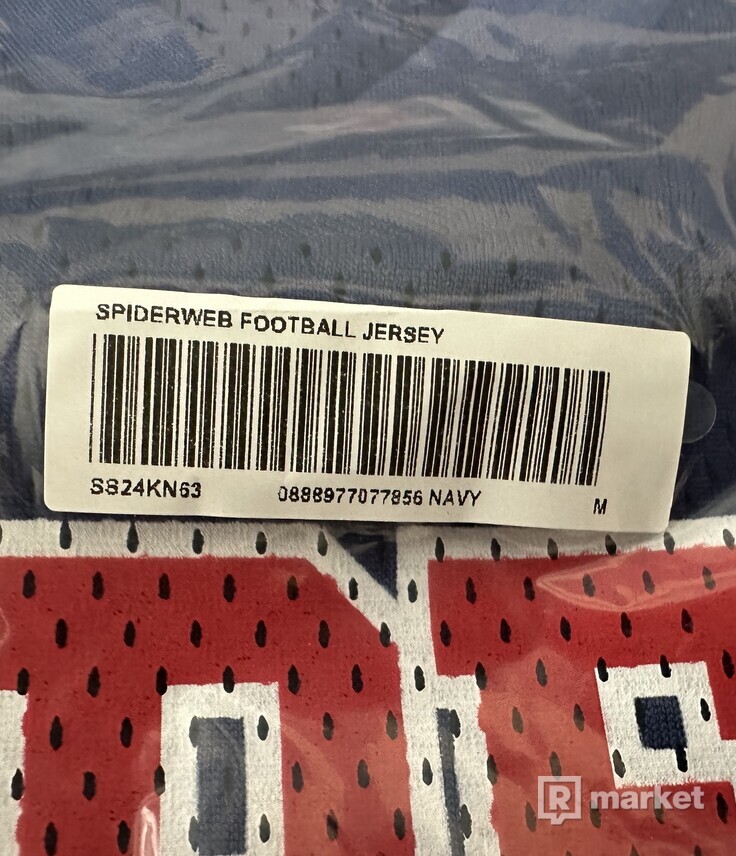 SPIDERWEB FOOTBALL JERSEY
SS24KN63 0888977077856 NAVY M
R market